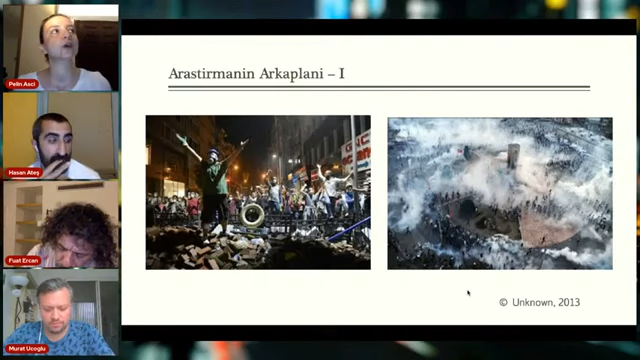 Pelin Asci
Hasan Ateş
Fuat Ercan
Murat Ucoglu
Arastirmanin Arkaplani – I
© Unknown, 2013